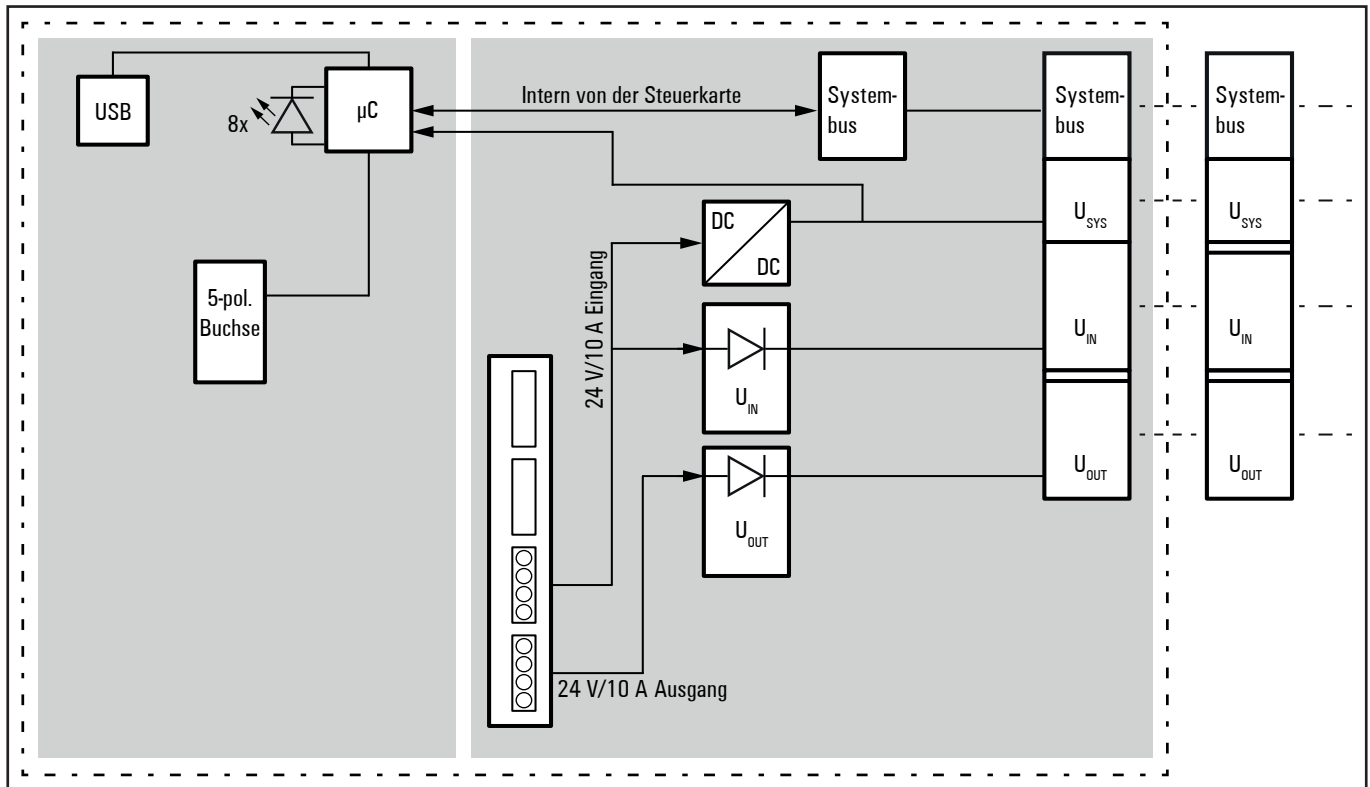 USB
8x
µC
Intern von der Steuerkarte
System-
bus
System-
bus
System-
bus
5-pol.
Buchse
24 V/10 A Eingang
DC
DC
U_SYS
U_SYS
U_IN
U_IN
U_IN
U_OUT
U_OUT
U_OUT
24 V/10 A Ausgang